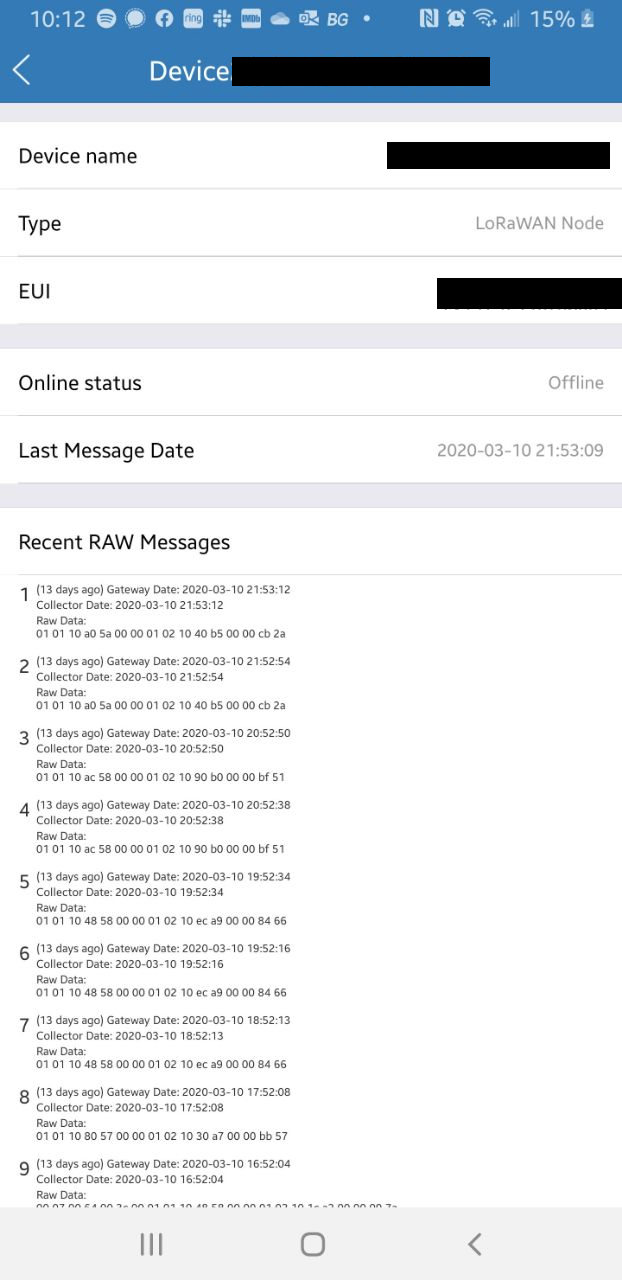 10:12 ring IMDb BG 15%
Device:
Device name
Type LoRaWAN Node
EUI
Online status Offline
Last Message Date 2020-03-10 21:53:09
Recent RAW Messages
1 (13 days ago) Gateway Date: 2020-03-10 21:53:12
Collector Date: 2020-03-10 21:53:12
Raw Data:
01 01 10 a0 5a 00 00 01 02 10 40 b5 00 00 cb 2a
2 (13 days ago) Gateway Date: 2020-03-10 21:52:54
Collector Date: 2020-03-10 21:52:54
Raw Data:
01 01 10 a0 5a 00 00 01 02 10 40 b5 00 00 cb 2a
3 (13 days ago) Gateway Date: 2020-03-10 20:52:50
Collector Date: 2020-03-10 20:52:50
Raw Data:
01 01 10 ac 58 00 00 01 02 10 90 b0 00 00 bf 51
4 (13 days ago) Gateway Date: 2020-03-10 20:52:38
Collector Date: 2020-03-10 20:52:38
Raw Data:
01 01 10 ac 58 00 00 01 02 10 90 b0 00 00 bf 51
5 (13 days ago) Gateway Date: 2020-03-10 19:52:34
Collector Date: 2020-03-10 19:52:34
Raw Data:
01 01 10 48 58 00 00 01 02 10 ec a9 00 00 84 66
6 (13 days ago) Gateway Date: 2020-03-10 19:52:16
Collector Date: 2020-03-10 19:52:16
Raw Data:
01 01 10 48 58 00 00 01 02 10 ec a9 00 00 84 66
7 (13 days ago) Gateway Date: 2020-03-10 18:52:13
Collector Date: 2020-03-10 18:52:13
Raw Data:
01 01 10 48 58 00 00 01 02 10 ec a9 00 00 84 66
8 (13 days ago) Gateway Date: 2020-03-10 17:52:08
Collector Date: 2020-03-10 17:52:08
Raw Data:
01 01 10 80 57 00 00 01 02 10 30 a7 00 00 bb 57
9 (13 days ago) Gateway Date: 2020-03-10 16:52:04
Collector Date: 2020-03-10 16:52:04
Raw Data: